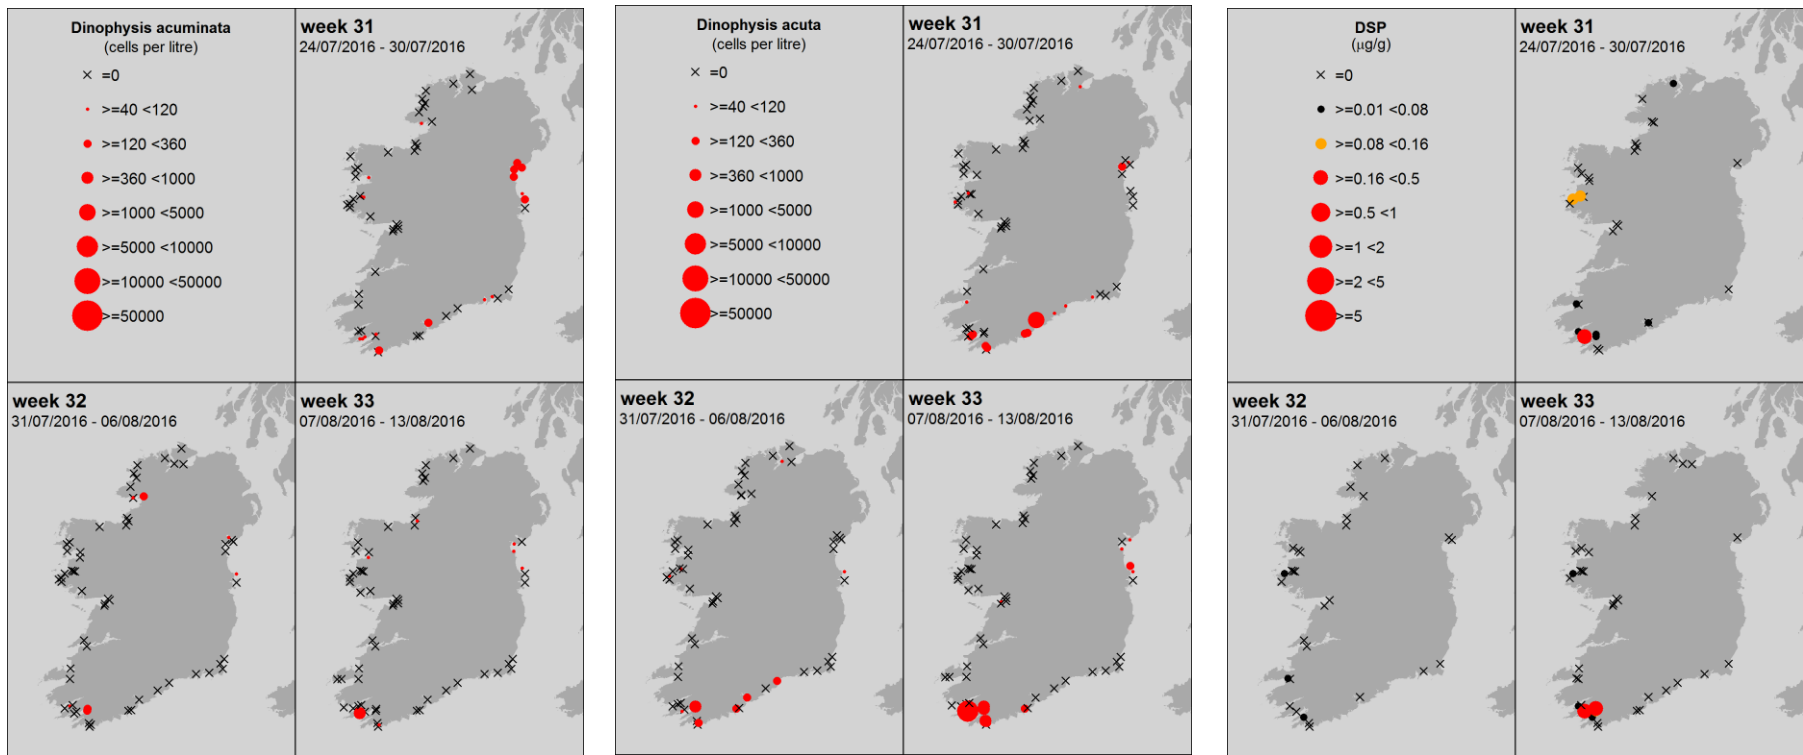 Dinophysis acuminata
(cells per litre)
=0
>=40 <120
>=120 <360
>=360 <1000
>=1000 <5000
>=5000 <10000
>=10000 <50000
>=50000
week 31
24/07/2016 - 30/07/2016
week 32
31/07/2016 - 06/08/2016
week 33
07/08/2016 - 13/08/2016
Dinophysis acuta
(cells per litre)
=0
>=40 <120
>=120 <360
>=360 <1000
>=1000 <5000
>=5000 <10000
>=10000 <50000
>=50000
week 31
24/07/2016 - 30/07/2016
week 32
31/07/2016 - 06/08/2016
week 33
07/08/2016 - 13/08/2016
DSP
(µg/g)
=0
>=0.01 <0.08
>=0.08 <0.16
>=0.16 <0.5
>=0.5 <1
>=1 <2
>=2 <5
>=5
week 31
24/07/2016 - 30/07/2016
week 32
31/07/2016 - 06/08/2016
week 33
07/08/2016 - 13/08/2016